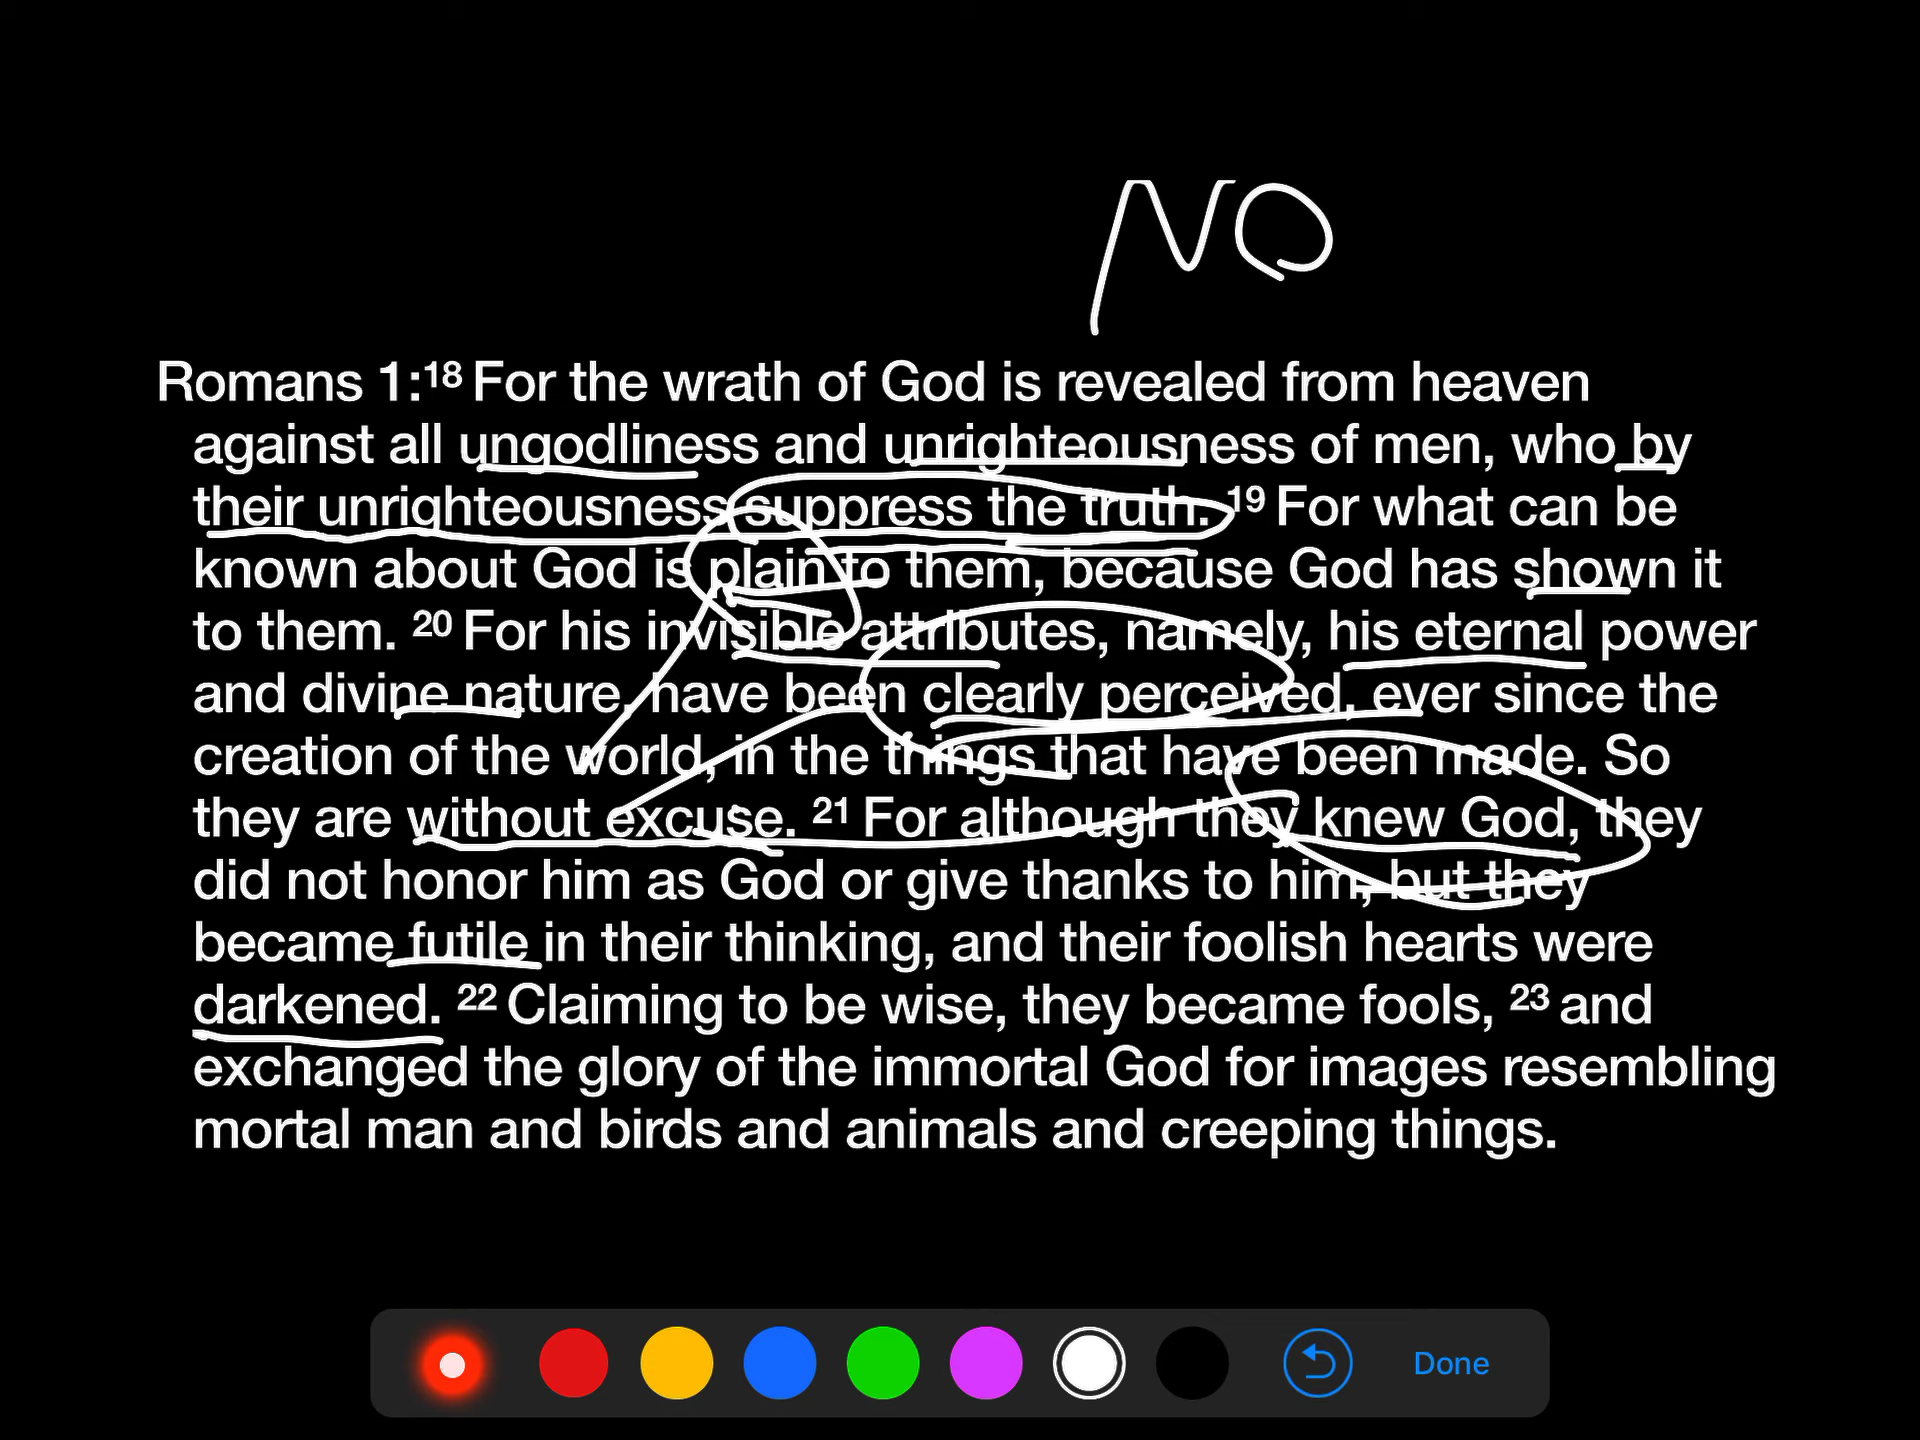 NO
Romans 1:18 For the wrath of God is revealed from heaven
against all ungodliness and unrighteousness of men, who by
their unrighteousness suppress the truth. 19 For what can be
known about God is plain to them, because God has shown it
to them. 20 For his invisible attributes, namely, his eternal power
and divine nature, have been clearly perceived, ever since the
creation of the world, in the things that have been made. So
they are without excuse. 21 For although they knew God, they
did not honor him as God or give thanks to him, but they
became futile in their thinking, and their foolish hearts were
darkened. 22 Claiming to be wise, they became fools, 23 and
exchanged the glory of the immortal God for images resembling
mortal man and birds and animals and creeping things.
Done